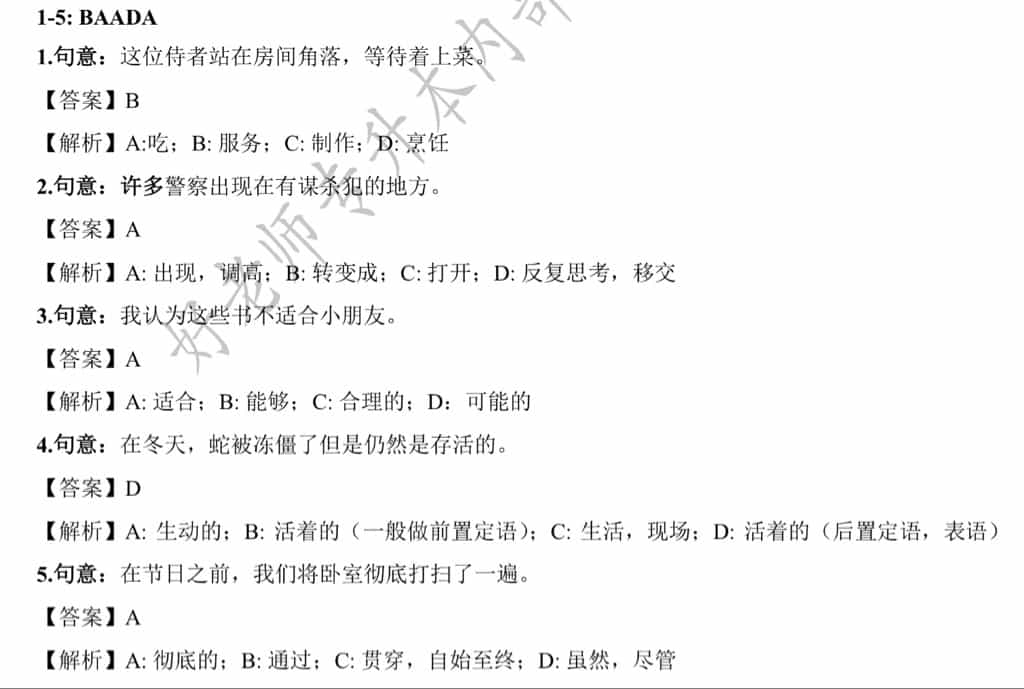 1-5: BAADA
1.句意：这位侍者站在房间角落，等待着上菜。
【答案】B
【解析】A:吃；B: 服务；C: 制作；D: 烹饪
2.句意：许多警察出现在有谋杀犯的地方。
【答案】A
【解析】A: 出现，调高；B: 转变成；C: 打开；D: 反复思考，移交
3.句意：我认为这些书不适合小朋友。
【答案】A
【解析】A: 适合；B: 能够；C: 合理的；D：可能的
4.句意：在冬天，蛇被冻僵了但是仍然是存活的。
【答案】D
【解析】A: 生动的；B: 活着的（一般做前置定语）；C: 生活，现场；D: 活着的（后置定语，表语）
5.句意：在节日之前，我们将卧室彻底打扫了一遍。
【答案】A
【解析】A: 彻底的；B: 通过；C: 贯穿，自始至终；D: 虽然，尽管
好老师专升本内部